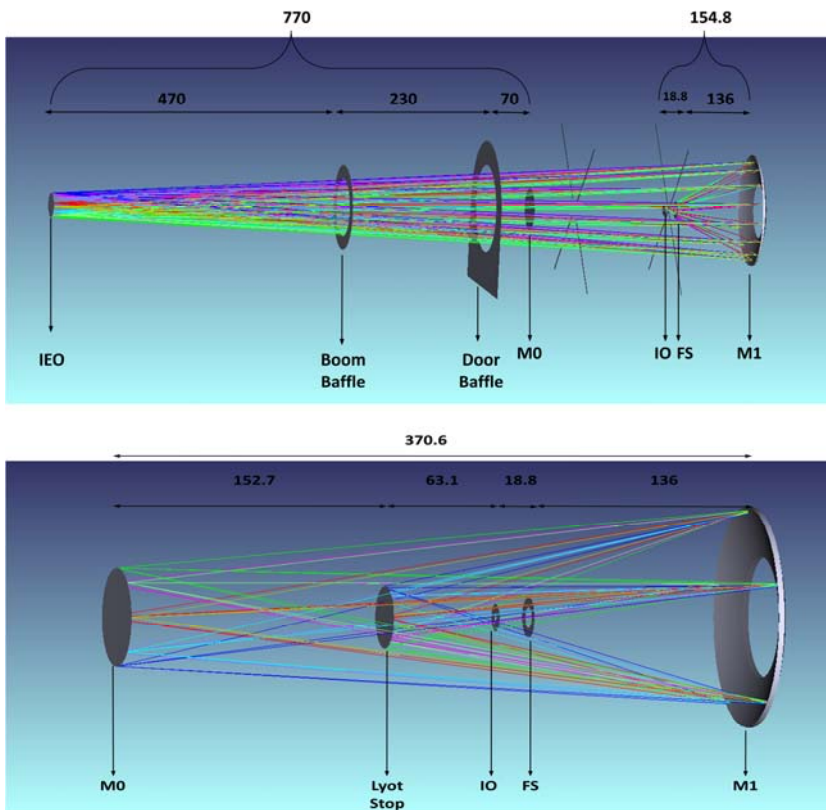 770
154.8
470
230
70
18.8
136
IEO
Boom
Baffle
Door
Baffle
M0
IO
FS
M1
370.6
152.7
63.1
18.8
136
M0
Lyot
Stop
IO
FS
M1